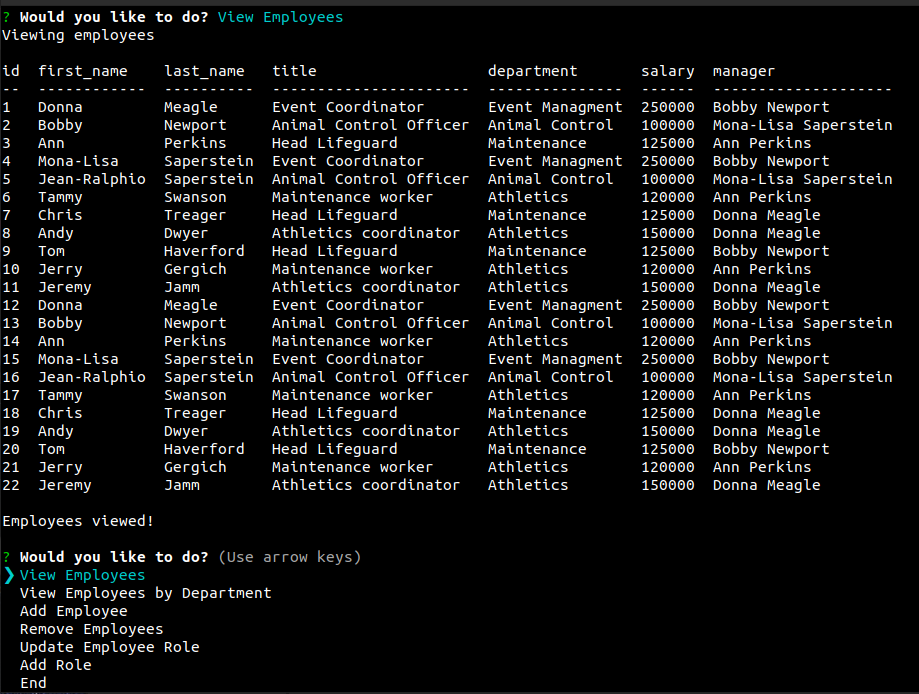 ? Would you like to do? View Employees
Viewing employees
id  first_name    last_name   title                   department       salary  manager
--  ------------  ----------  ----------------------  ---------------  ------  --------------------
1   Donna         Meagle      Event Coordinator       Event Managment  250000  Bobby Newport
2   Bobby         Newport     Animal Control Officer  Animal Control   100000  Mona-Lisa Saperstein
3   Ann           Perkins     Head Lifeguard          Maintenance      125000  Ann Perkins
4   Mona-Lisa     Saperstein  Event Coordinator       Event Managment  250000  Bobby Newport
5   Jean-Ralphio  Saperstein  Animal Control Officer  Animal Control   100000  Mona-Lisa Saperstein
6   Tammy         Swanson     Maintenance worker      Athletics        120000  Ann Perkins
7   Chris         Treager     Head Lifeguard          Maintenance      125000  Donna Meagle
8   Andy          Dwyer       Athletics coordinator   Athletics        150000  Donna Meagle
9   Tom           Haverford   Head Lifeguard          Maintenance      125000  Bobby Newport
10  Jerry         Gergich     Maintenance worker      Athletics        120000  Ann Perkins
11  Jeremy        Jamm        Athletics coordinator   Athletics        150000  Donna Meagle
12  Donna         Meagle      Event Coordinator       Event Managment  250000  Bobby Newport
13  Bobby         Newport     Animal Control Officer  Animal Control   100000  Mona-Lisa Saperstein
14  Ann           Perkins     Maintenance worker      Athletics        120000  Ann Perkins
15  Mona-Lisa     Saperstein  Event Coordinator       Event Managment  250000  Bobby Newport
16  Jean-Ralphio  Saperstein  Animal Control Officer  Animal Control   100000  Mona-Lisa Saperstein
17  Tammy         Swanson     Maintenance worker      Athletics        120000  Ann Perkins
18  Chris         Treager     Head Lifeguard          Maintenance      125000  Donna Meagle
19  Andy          Dwyer       Athletics coordinator   Athletics        150000  Donna Meagle
20  Tom           Haverford   Head Lifeguard          Maintenance      125000  Bobby Newport
21  Jerry         Gergich     Maintenance worker      Athletics        120000  Ann Perkins
22  Jeremy        Jamm        Athletics coordinator   Athletics        150000  Donna Meagle
Employees viewed!
? Would you like to do? (Use arrow keys)
❯ View Employees
View Employees by Department
Add Employee
Remove Employees
Update Employee Role
Add Role
End